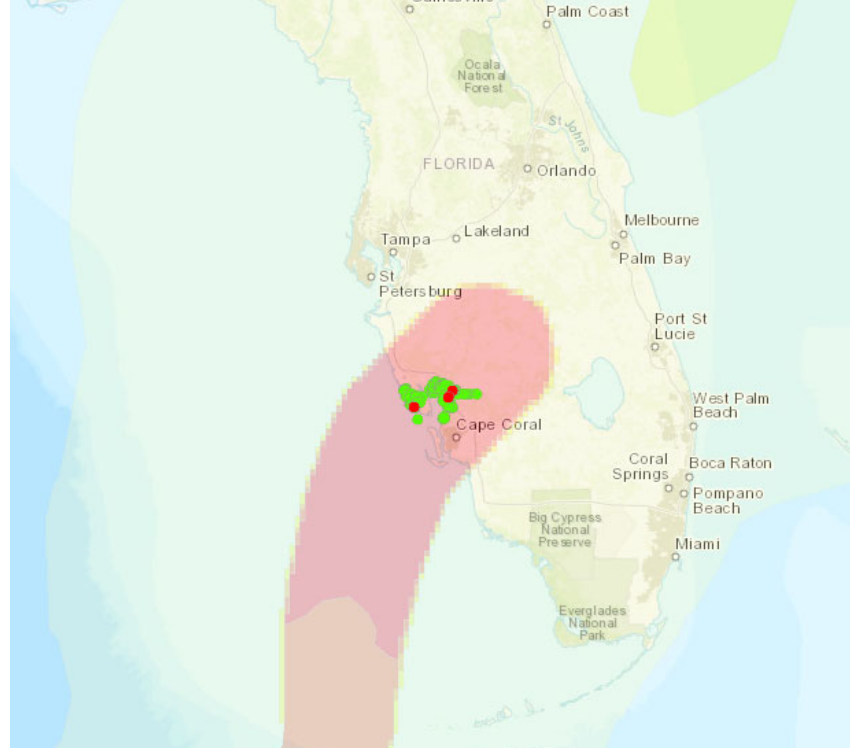 Palm Coast
Ocala
National
Forest
St Johns
FLORIDA
Orlando
Melbourne
Tampa
Lakeland
Palm Bay
St
Petersburg
Port St
Lucie
West Palm
Beach
Cape Coral
Coral
Springs
Boca Raton
Pompano
Beach
Big Cypress
National
Preserve
Miami
Everglades
National
Park